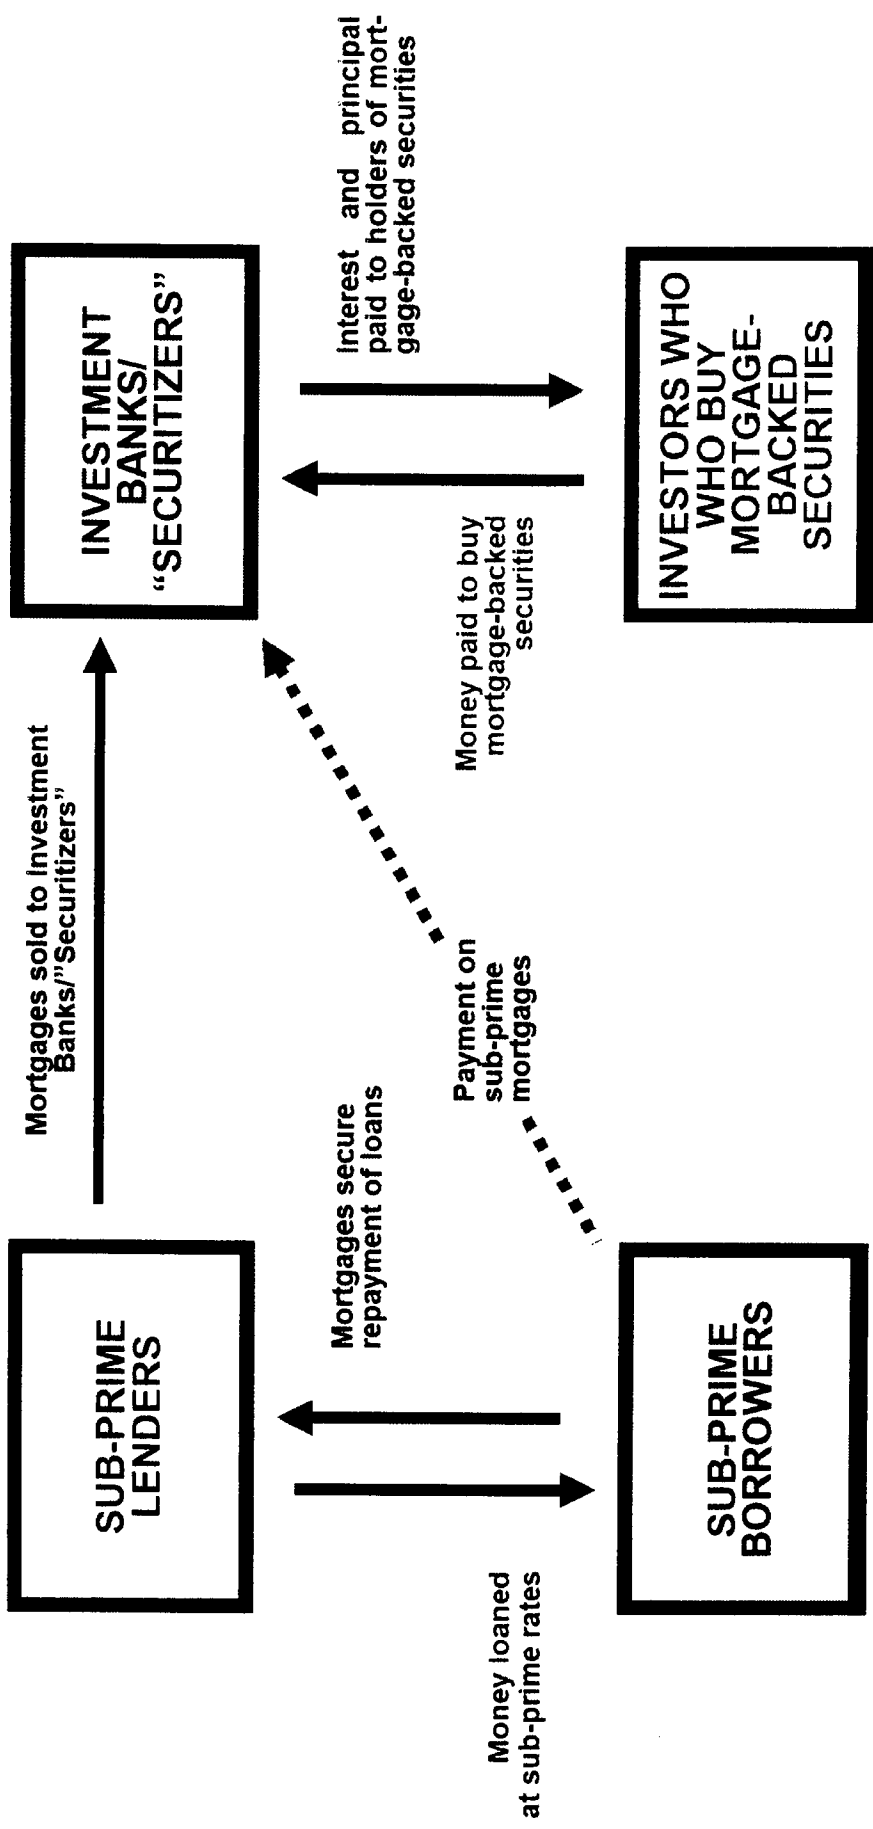 Mortgages sold to Investment
Banks/"Securitizers"
SUB-PRIME
LENDERS
INVESTMENT
BANKS/
“SECURITIZERS”
Money loaned
at sub-prime rates
Mortgages secure
repayment of loans
Payment on
sub-prime
mortgages
Money paid to buy
mortgage-backed
securities
Interest and principal
paid to holders of mort-
gage-backed securities
SUB-PRIME
BORROWERS
INVESTORS WHO
WHO BUY
MORTGAGE-
BACKED
SECURITIES